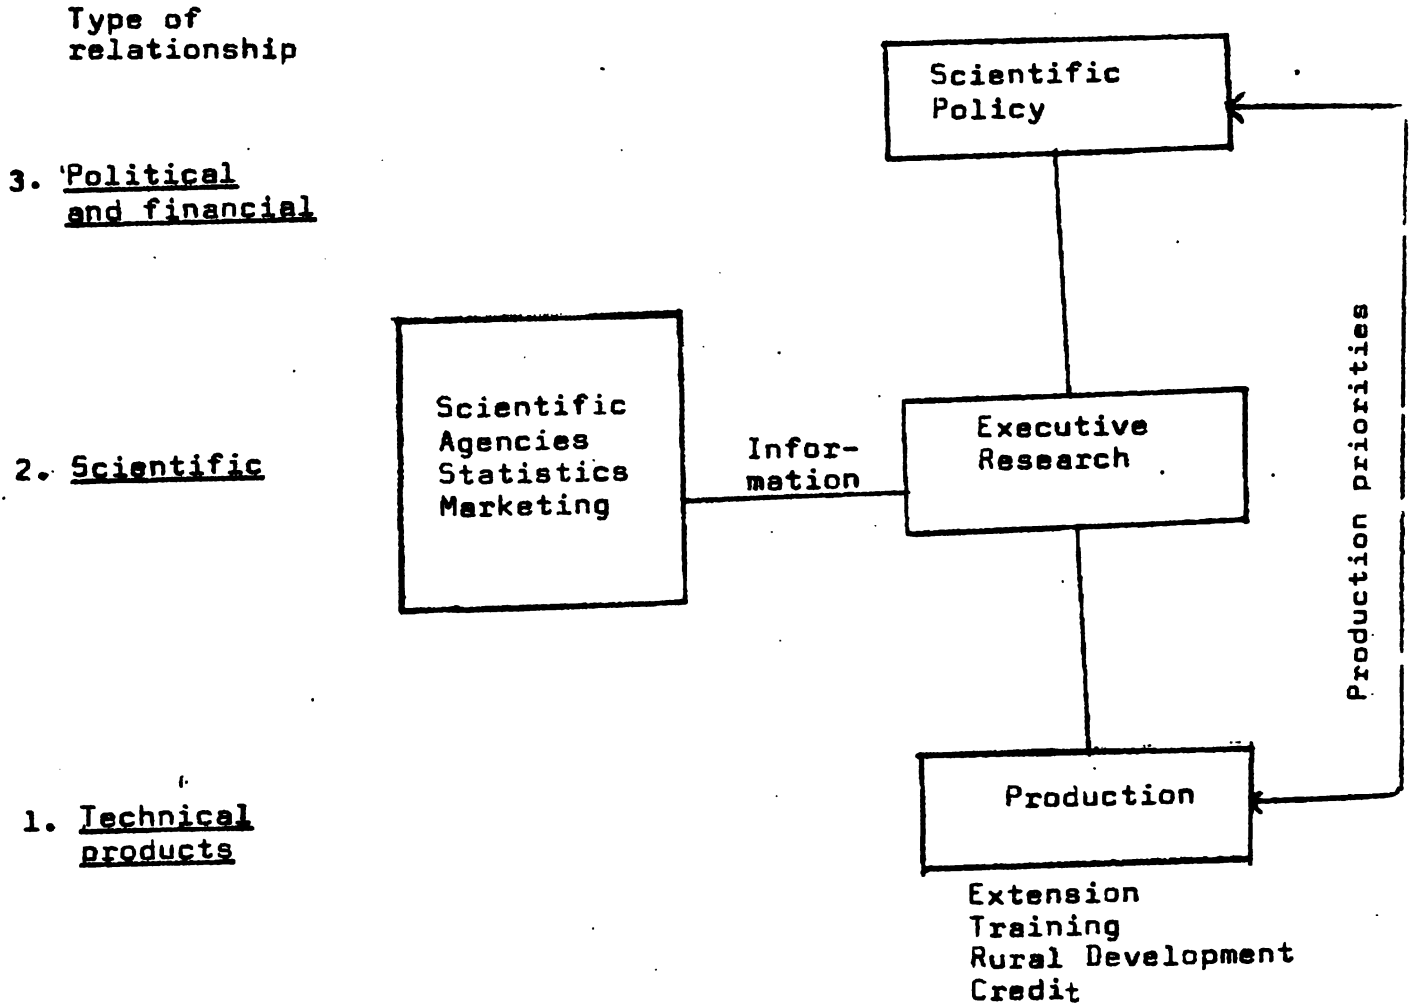 Type of
relationship
Scientific
Policy
3. Political
and financial
Scientific
Agencies
Statistics
Marketing
Infor-
mation
Executive
Research
2. Scientific
Production priorities
1. Technical
products
Production
Extension
Training
Rural Development
Credit